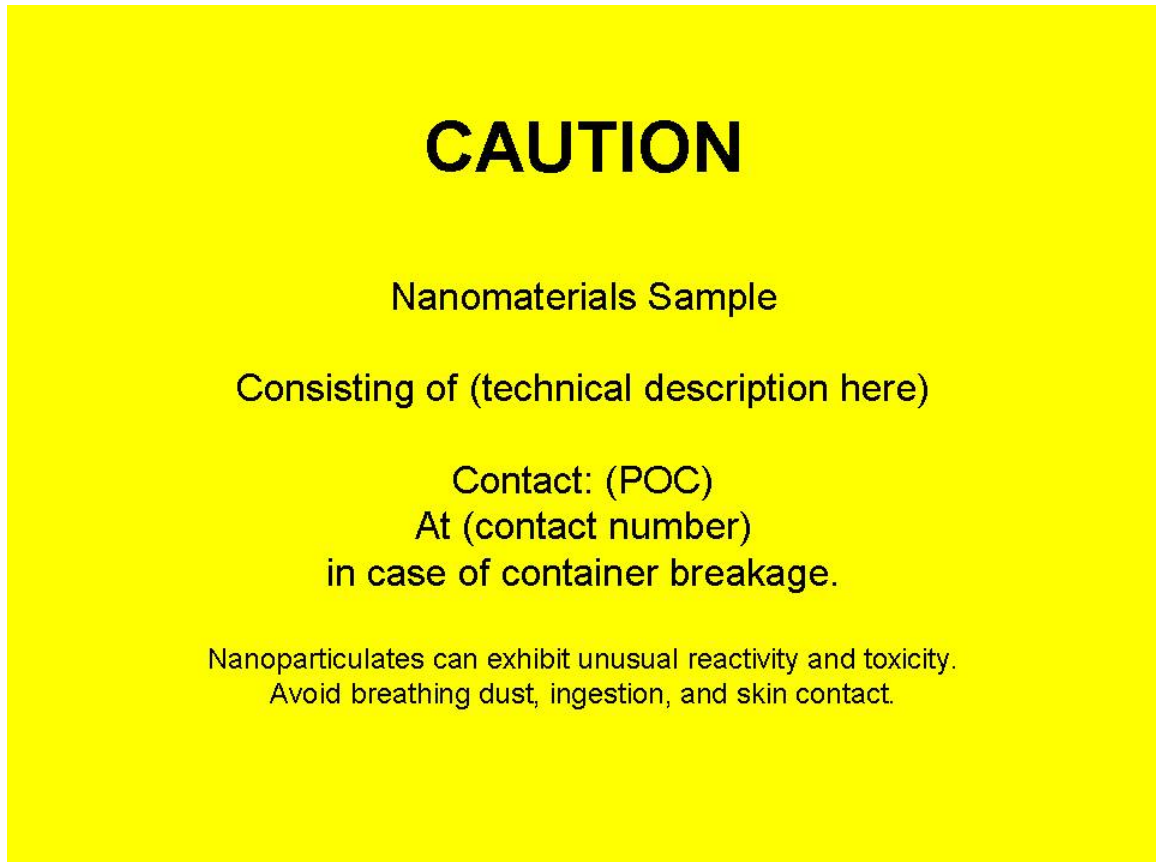 CAUTION
Nanomaterials Sample
Consisting of (technical description here)
Contact: (POC)
At (contact number)
in case of container breakage.
Nanoparticulates can exhibit unusual reactivity and toxicity.
Avoid breathing dust, ingestion, and skin contact.